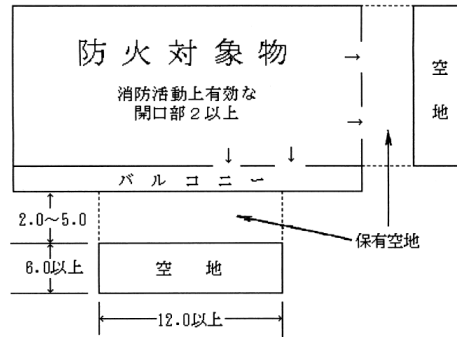 防火対象物
消防活動上有効な
開口部2以上
→
→
↓ ↓
バルコニー
空地
2.0～5.0
保有空地
6.0以上
空地
12.0以上